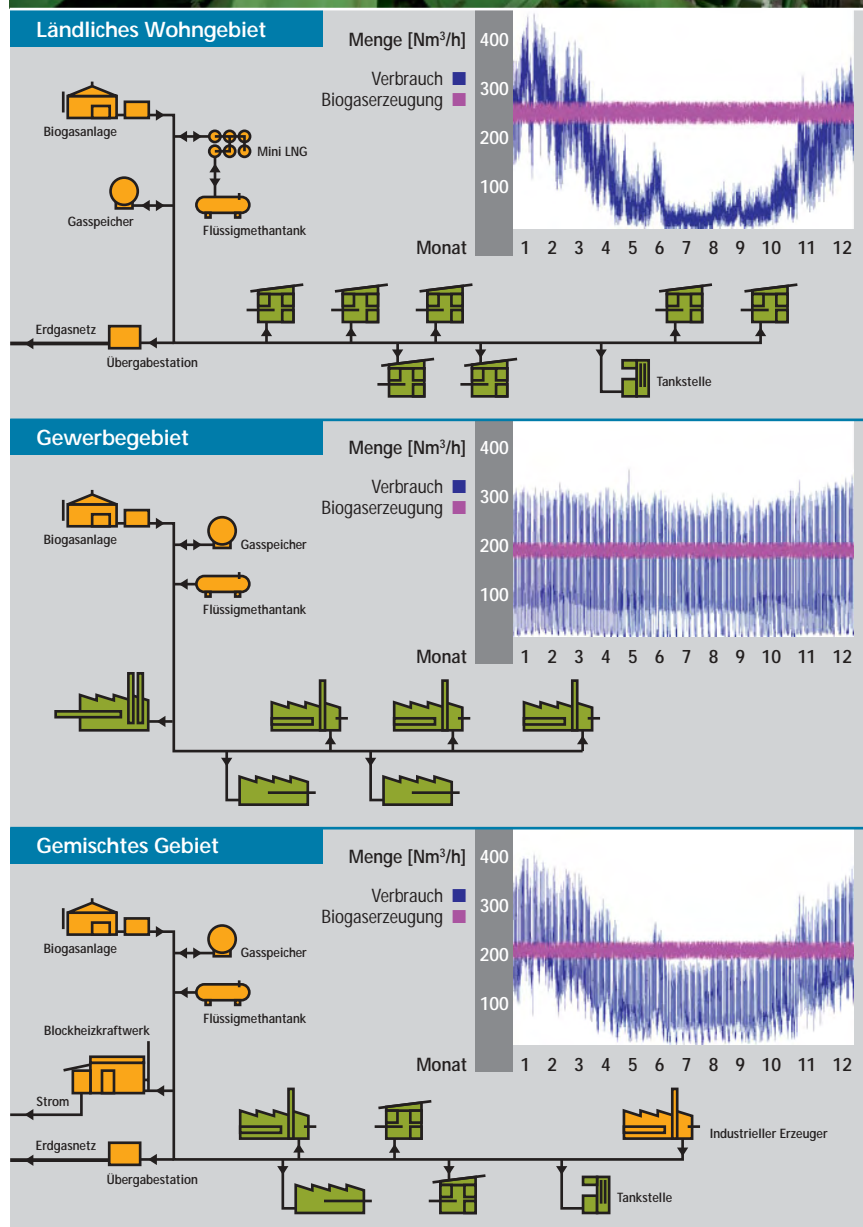 Ländliches Wohngebiet
Menge [Nm³/h]
Verbrauch
Biogaserzeugung
400
300
200
100
Biogasanlage
Mini LNG
Gasspeicher
Flüssigmethantank
Monat 1 2 3 4 5 6 7 8 9 10 11 12
Erdgasnetz
Übergabestation
Tankstelle
Gewerbegebiet
Menge [Nm³/h]
Verbrauch
Biogaserzeugung
400
300
200
100
Biogasanlage
Gasspeicher
Flüssigmethantank
Monat 1 2 3 4 5 6 7 8 9 10 11 12
Gemischtes Gebiet
Menge [Nm³/h]
Verbrauch
Biogaserzeugung
400
300
200
100
Biogasanlage
Gasspeicher
Flüssigmethantank
Blockheizkraftwerk
Monat 1 2 3 4 5 6 7 8 9 10 11 12
Strom
Erdgasnetz
Industrieller Erzeuger
Übergabestation
Tankstelle